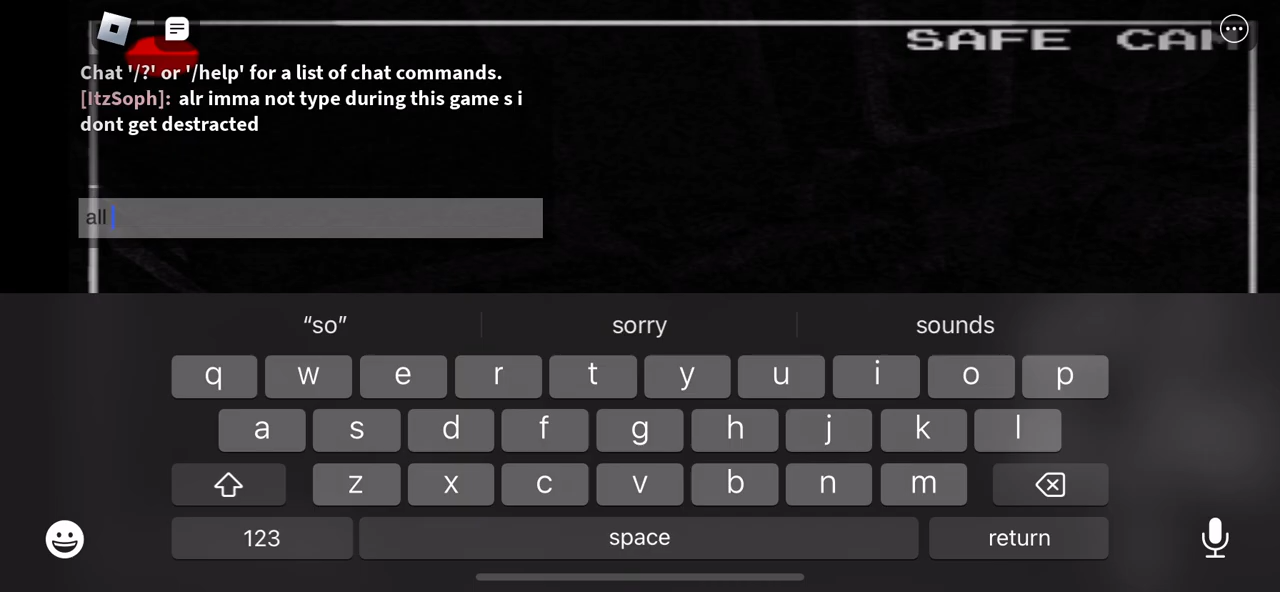 SAFE CAM
Chat '/?' or '/help' for a list of chat commands.
[ItzSoph]: alr imma not type during this game s i
dont get destracted
all
“so” sorry sounds
q w e r t y u i o p
a s d f g h j k l
z x c v b n m
123 space return